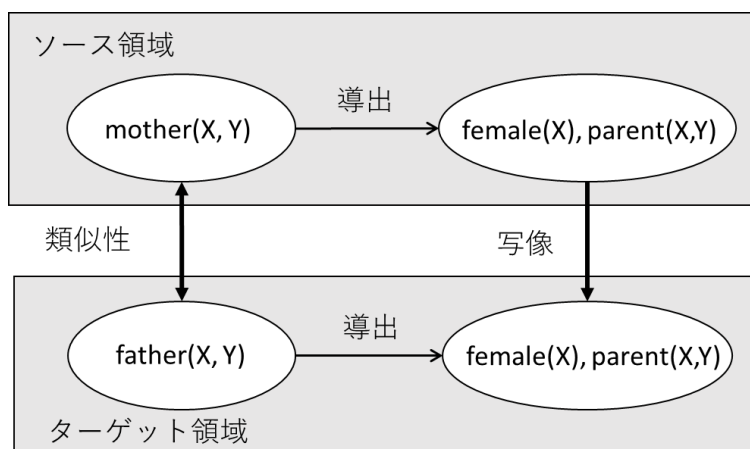 ソース領域
導出
mother(X, Y)
female(X), parent(X,Y)
類似性
写像
導出
father(X, Y)
female(X), parent(X,Y)
ターゲット領域